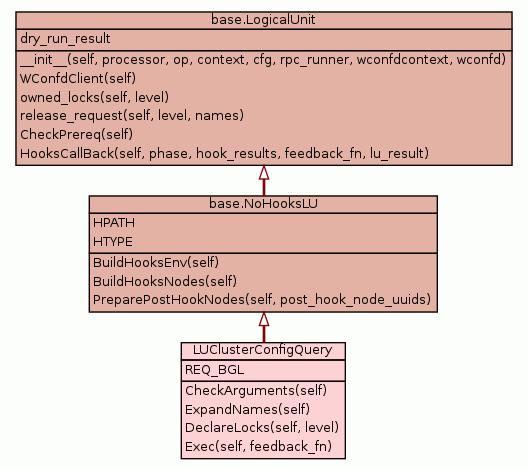 base.LogicalUnit
dry_run_result
__init__(self, processor, op, context, cfg, rpc_runner, wconfdcontext, wconfd)
WConfdClient(self)
owned_locks(self, level)
release_request(self, level, names)
CheckPrereq(self)
HooksCallBack(self, phase, hook_results, feedback_fn, lu_result)
base.NoHooksLU
HPATH
HTYPE
BuildHooksEnv(self)
BuildHooksNodes(self)
PreparePostHookNodes(self, post_hook_node_uuids)
LUClusterConfigQuery
REQ_BGL
CheckArguments(self)
ExpandNames(self)
DeclareLocks(self, level)
Exec(self, feedback_fn)